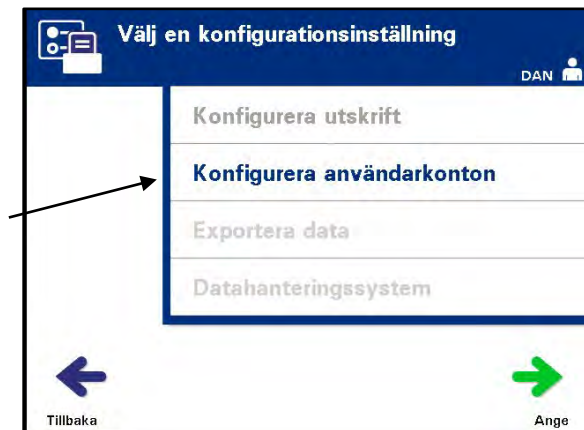 Välj en konfigurationsinställning
DAN
Konfigurera utskrift
Konfigurera användarkonton
Exportera data
Datahanteringssystem
Tillbaka
Ange